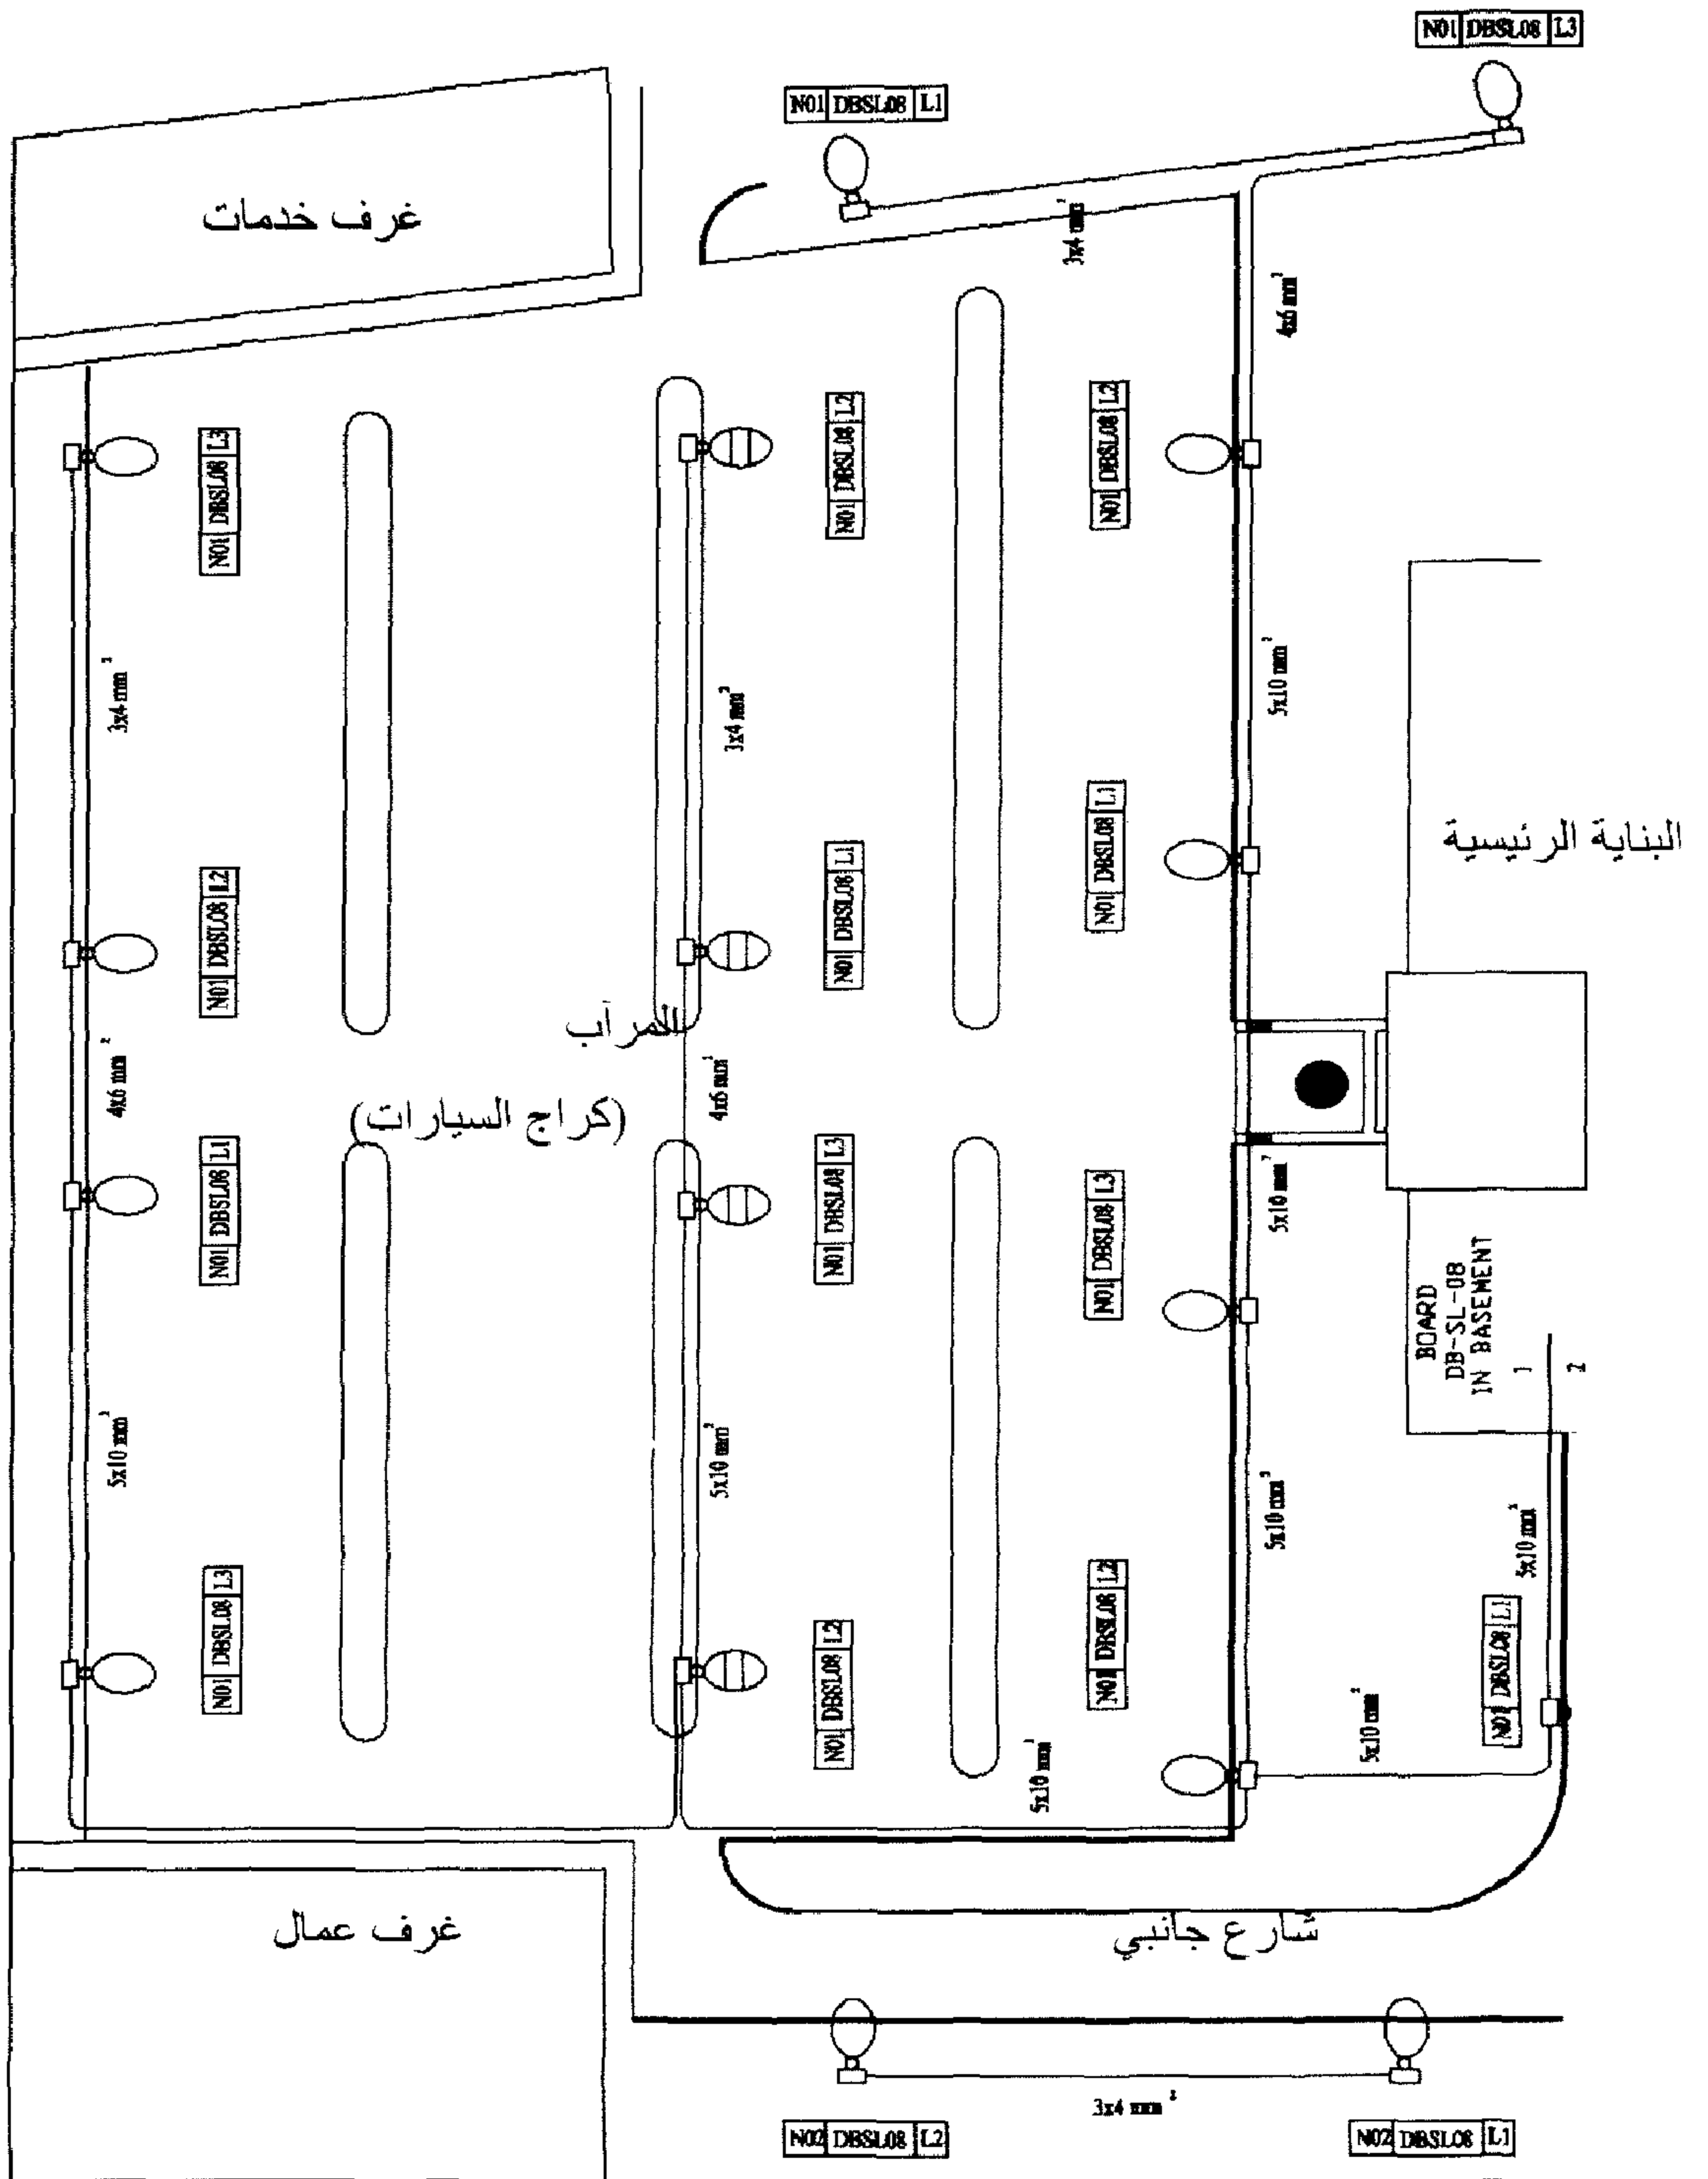 N01 DBSL08 L3
N01 DBSL08 L1
غرف خدمات
3x4 mm²
4x6 mm²
N01 DBSL08 L3
N01 DBSL08 L2
N01 DBSL08 L2
3x4 mm²
3x4 mm²
5x10 mm²
البناية الرئيسية
N01 DBSL08 L2
N01 DBSL08 L1
N01 DBSL08 L1
المرآب
(كراج السيارات)
4x6 mm²
4x6 mm²
5x10 mm²
N01 DBSL08 L1
N01 DBSL08 L3
N01 DBSL08 L3
BOARD
DB-SL-08
IN BASEMENT
1
2
5x10 mm²
5x10 mm²
5x10 mm²
5x10 mm²
N01 DBSL08 L3
N01 DBSL08 L2
N01 DBSL08 L2
N01 DBSL08 L1
5x10 mm²
5x10 mm²
غرف عمال
شارع جانبي
3x4 mm²
N02 DBSL08 L2
N02 DBSL08 L1